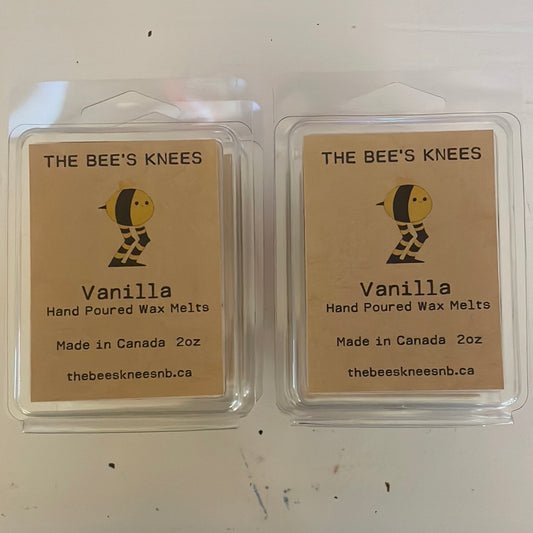 THE BEE'S KNEES
Vanilla
Hand Poured Wax Melts
Made in Canada 2oz
thebeeskneesnb.ca
THE BEE'S KNEES
Vanilla
Hand Poured Wax Melts
Made in Canada 2oz
thebeeskneesnb.ca